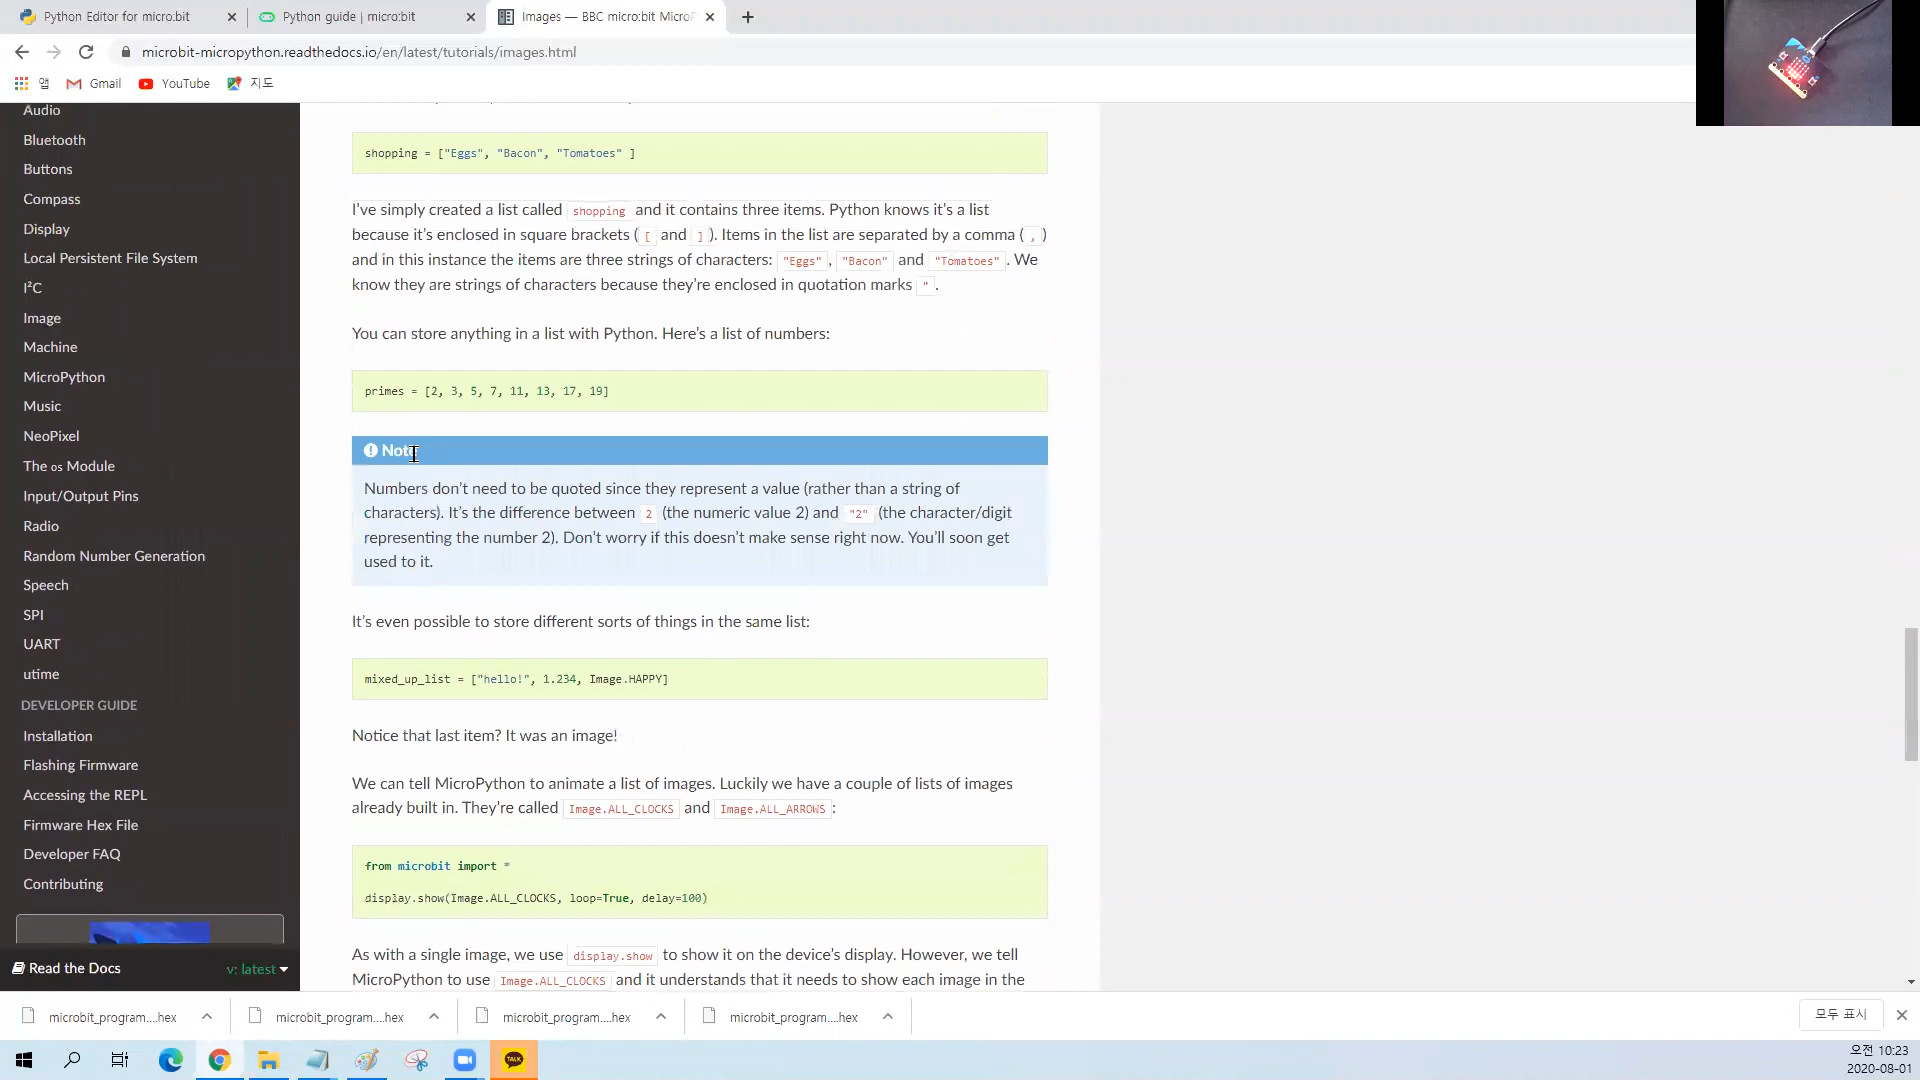 Python Editor for micro:bit
Python guide | micro:bit
Images — BBC micro:bit MicroP
microbit-micropython.readthedocs.io/en/latest/tutorials/images.html
앱
Gmail
YouTube
지도
Audio
Bluetooth
Buttons
Compass
Display
Local Persistent File System
I²C
Image
Machine
MicroPython
Music
NeoPixel
The os Module
Input/Output Pins
Radio
Random Number Generation
Speech
SPI
UART
utime
DEVELOPER GUIDE
Installation
Flashing Firmware
Accessing the REPL
Firmware Hex File
Developer FAQ
Contributing
Read the Docs
v: latest
shopping = ["Eggs", "Bacon", "Tomatoes" ]
I've simply created a list called shopping and it contains three items. Python knows it's a list
because it's enclosed in square brackets ( [ and ] ). Items in the list are separated by a comma ( , )
and in this instance the items are three strings of characters: "Eggs" , "Bacon" and "Tomatoes" . We
know they are strings of characters because they're enclosed in quotation marks " .
You can store anything in a list with Python. Here's a list of numbers:
primes = [2, 3, 5, 7, 11, 13, 17, 19]
Note
Numbers don't need to be quoted since they represent a value (rather than a string of
characters). It's the difference between 2 (the numeric value 2) and "2" (the character/digit
representing the number 2). Don't worry if this doesn't make sense right now. You'll soon get
used to it.
It's even possible to store different sorts of things in the same list:
mixed_up_list = ["hello!", 1.234, Image.HAPPY]
Notice that last item? It was an image!
We can tell MicroPython to animate a list of images. Luckily we have a couple of lists of images
already built in. They're called Image.ALL_CLOCKS and Image.ALL_ARROWS :
from microbit import *
display.show(Image.ALL_CLOCKS, loop=True, delay=100)
As with a single image, we use display.show to show it on the device's display. However, we tell
MicroPython to use Image.ALL_CLOCKS and it understands that it needs to show each image in the
microbit_program....hex
microbit_program....hex
microbit_program....hex
microbit_program....hex
모두 표시
TALK
오전 10:23
2020-08-01